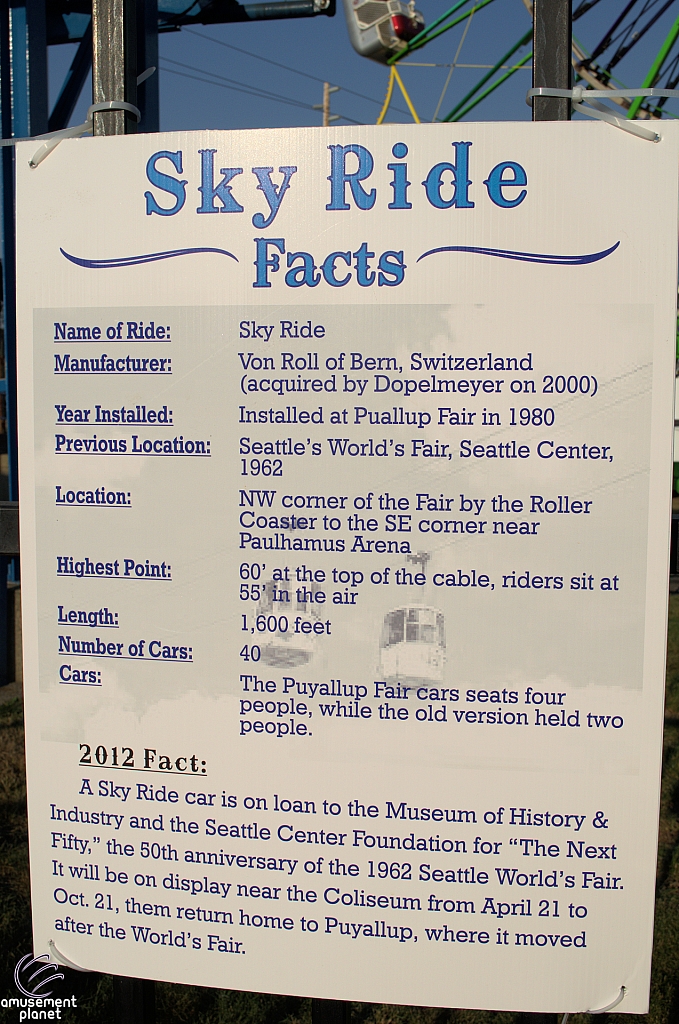 Sky Ride
Facts
Name of Ride: Sky Ride
Manufacturer: Von Roll of Bern, Switzerland
(acquired by Dopelmeyer on 2000)
Year Installed: Installed at Puallup Fair in 1980
Previous Location: Seattle's World's Fair, Seattle Center,
1962
Location: NW corner of the Fair by the Roller
Coaster to the SE corner near
Paulhamus Arena
Highest Point: 60' at the top of the cable, riders sit at
55' in the air
Length: 1,600 feet
Number of Cars: 40
Cars:
The Puyallup Fair cars seats four
people, while the old version held two
people.
2012 Fact:
A Sky Ride car is on loan to the Museum of History &
Industry and the Seattle Center Foundation for “The Next
Fifty,” the 50th anniversary of the 1962 Seattle World's Fair.
It will be on display near the Coliseum from April 21 to
Oct. 21, them return home to Puyallup, where it moved
after the World's Fair.
amusement
planet